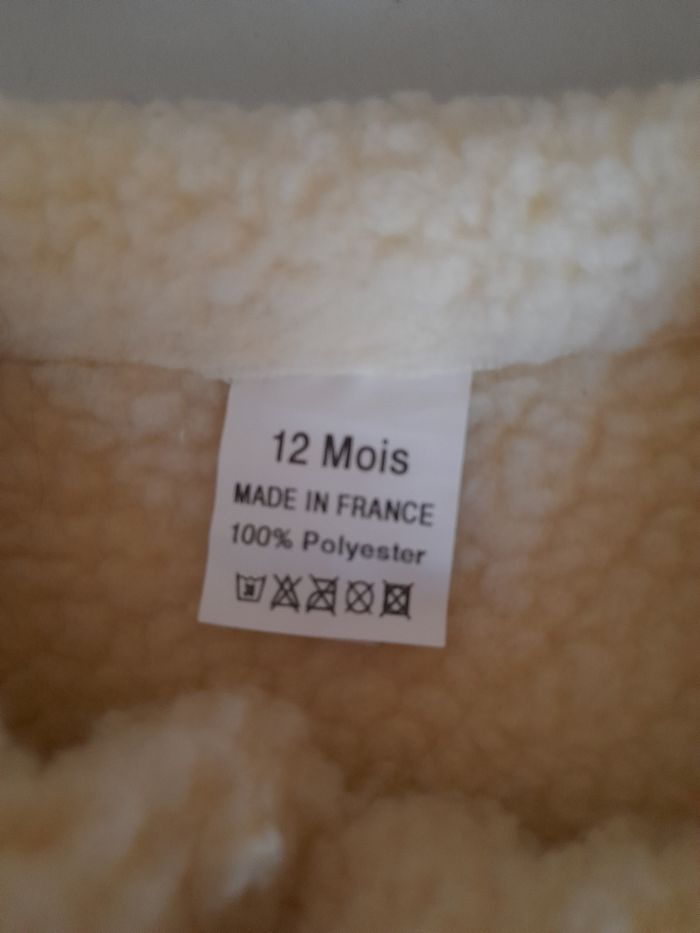 12 Mois
MADE IN FRANCE
100% Polyester